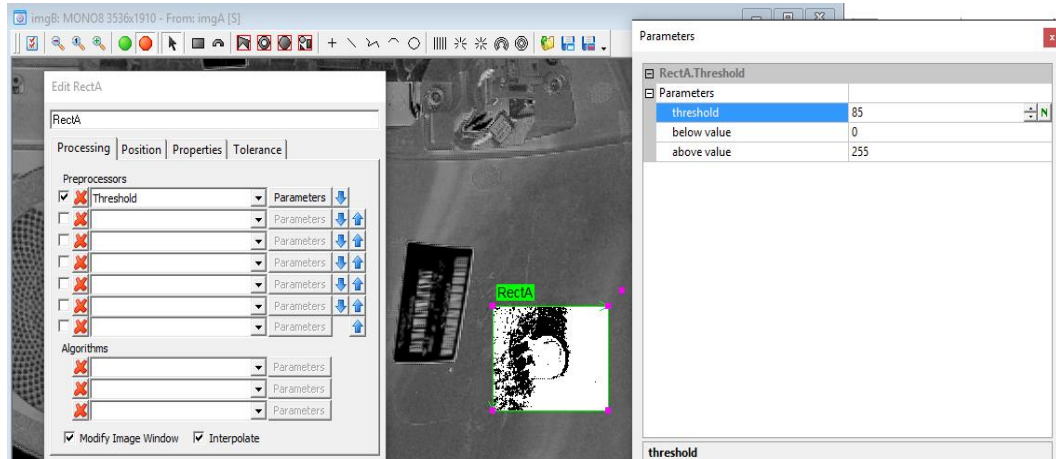 imgB: MONO8 3536x1910 - From: imgA [S]
Edit RectA
RectA
Processing Position Properties Tolerance
Preprocessors
Threshold Parameters
Parameters
Parameters
Parameters
Parameters
Parameters
Parameters
Algorithms
Parameters
Parameters
Parameters
Modify Image Window Interpolate
RectA
Parameters
RectA.Threshold
Parameters
threshold 85 N
below value 0
above value 255
threshold